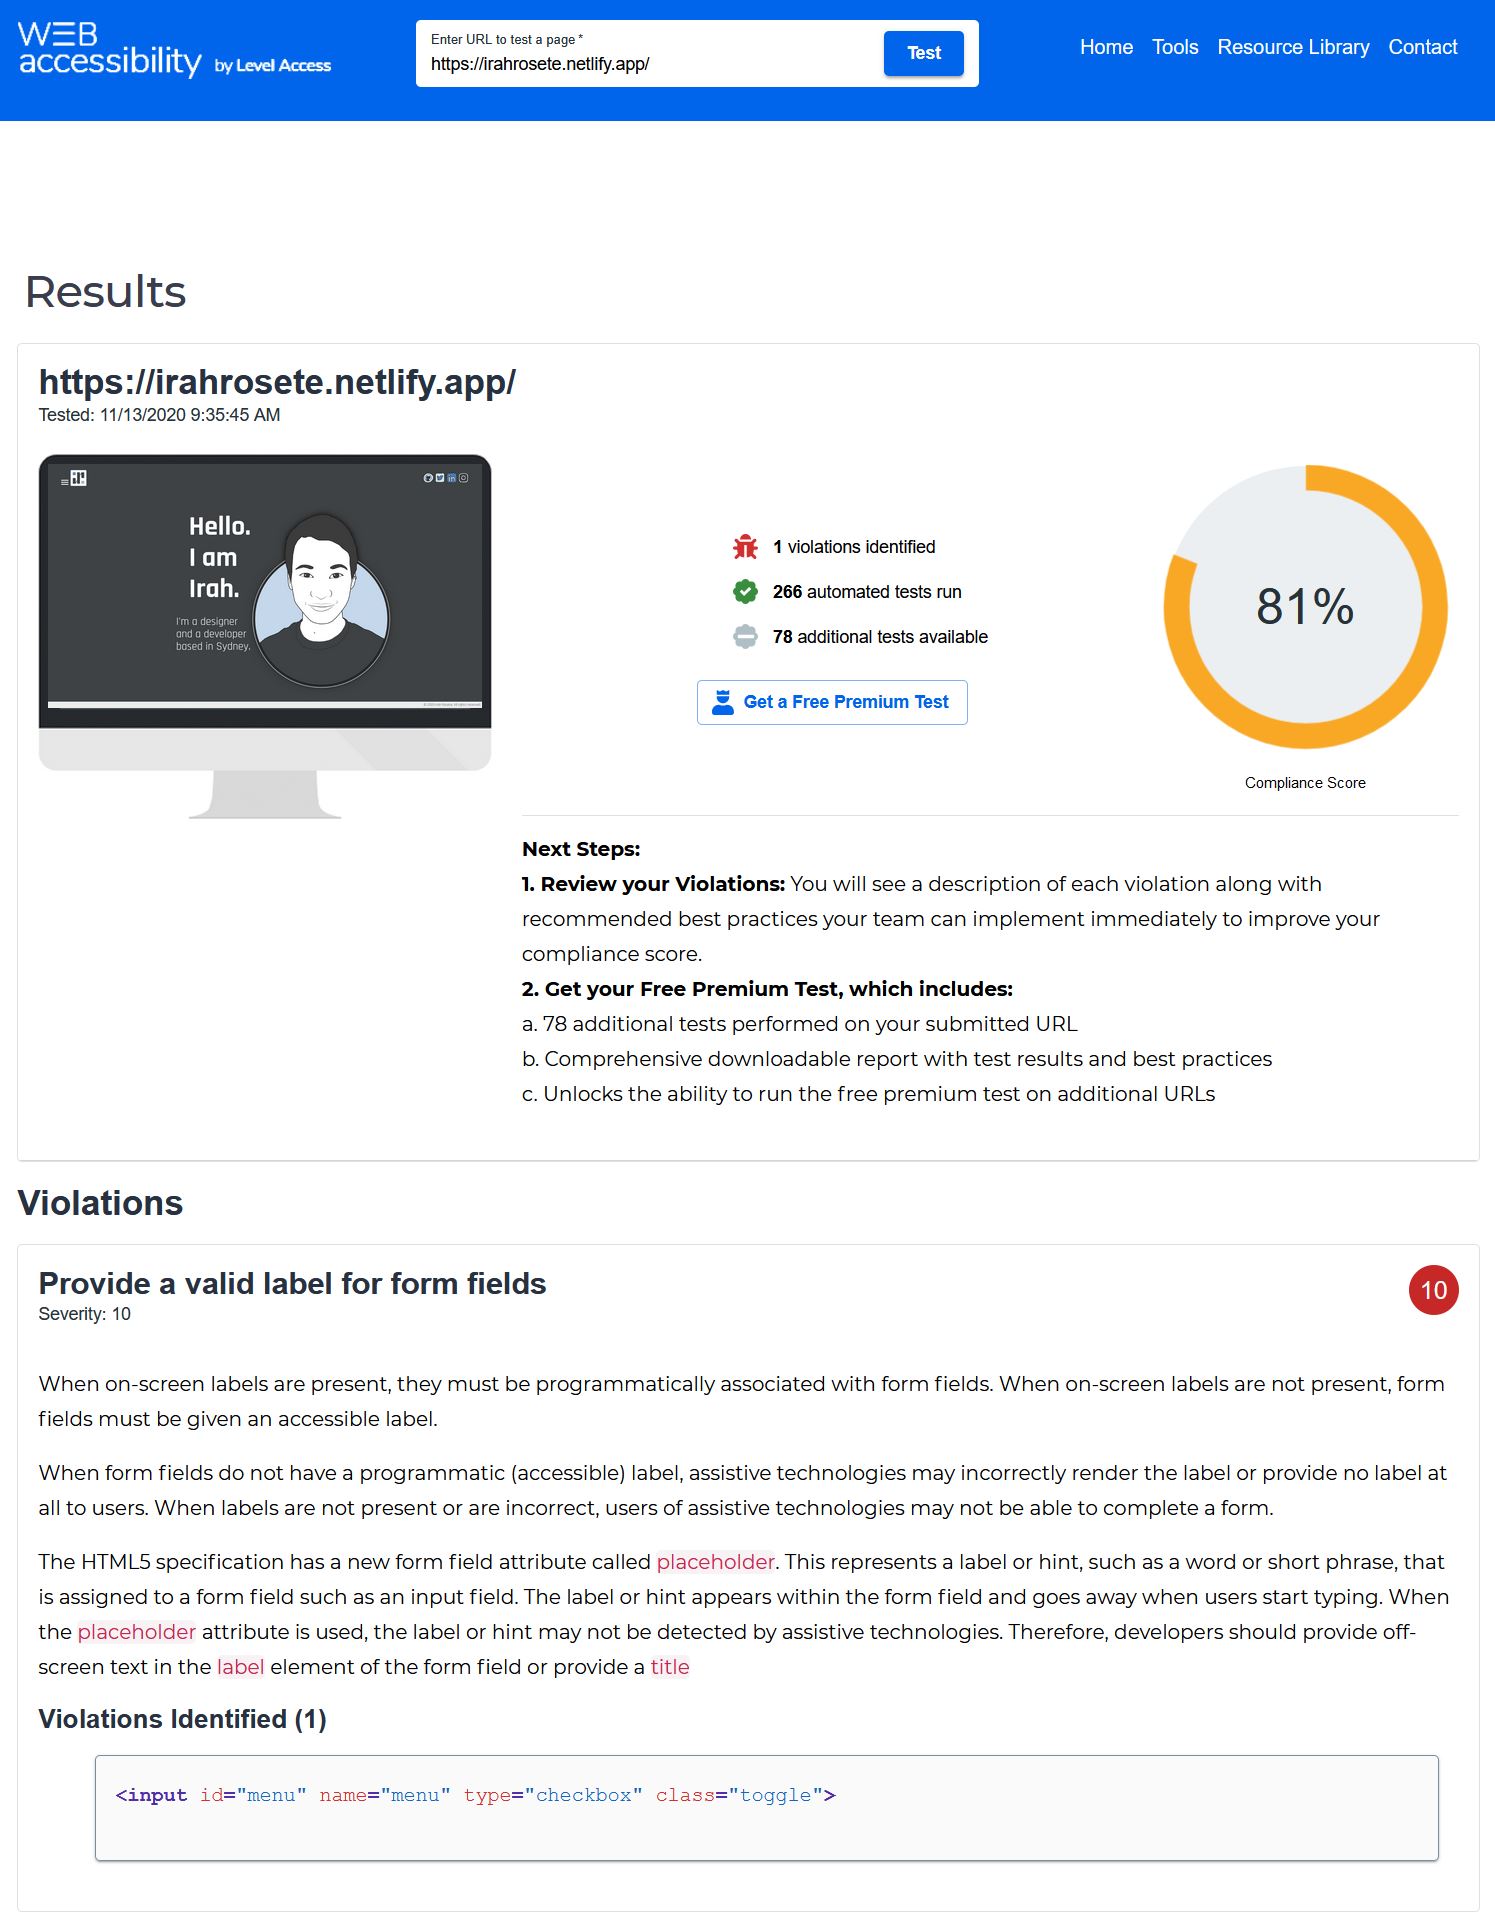 WEB
accessibility by Level Access
Enter URL to test a page *
https://irahrosete.netlify.app/
Test
Home Tools Resource Library Contact
Results
https://irahrosete.netlify.app/
Tested: 11/13/2020 9:35:45 AM
Hello.
I am
Irah.
I'm a designer
and a developer
based in Sydney.
1 violations identified
266 automated tests run
78 additional tests available
Get a Free Premium Test
81%
Compliance Score
Next Steps:
1. Review your Violations: You will see a description of each violation along with
recommended best practices your team can implement immediately to improve your
compliance score.
2. Get your Free Premium Test, which includes:
a. 78 additional tests performed on your submitted URL
b. Comprehensive downloadable report with test results and best practices
c. Unlocks the ability to run the free premium test on additional URLs
Violations
Provide a valid label for form fields
10
Severity: 10
When on-screen labels are present, they must be programmatically associated with form fields. When on-screen labels are not present, form
fields must be given an accessible label.
When form fields do not have a programmatic (accessible) label, assistive technologies may incorrectly render the label or provide no label at
all to users. When labels are not present or are incorrect, users of assistive technologies may not be able to complete a form.
The HTML5 specification has a new form field attribute called placeholder. This represents a label or hint, such as a word or short phrase, that
is assigned to a form field such as an input field. The label or hint appears within the form field and goes away when users start typing. When
the placeholder attribute is used, the label or hint may not be detected by assistive technologies. Therefore, developers should provide off-
screen text in the label element of the form field or provide a title
Violations Identified (1)
<input id="menu" name="menu" type="checkbox" class="toggle">